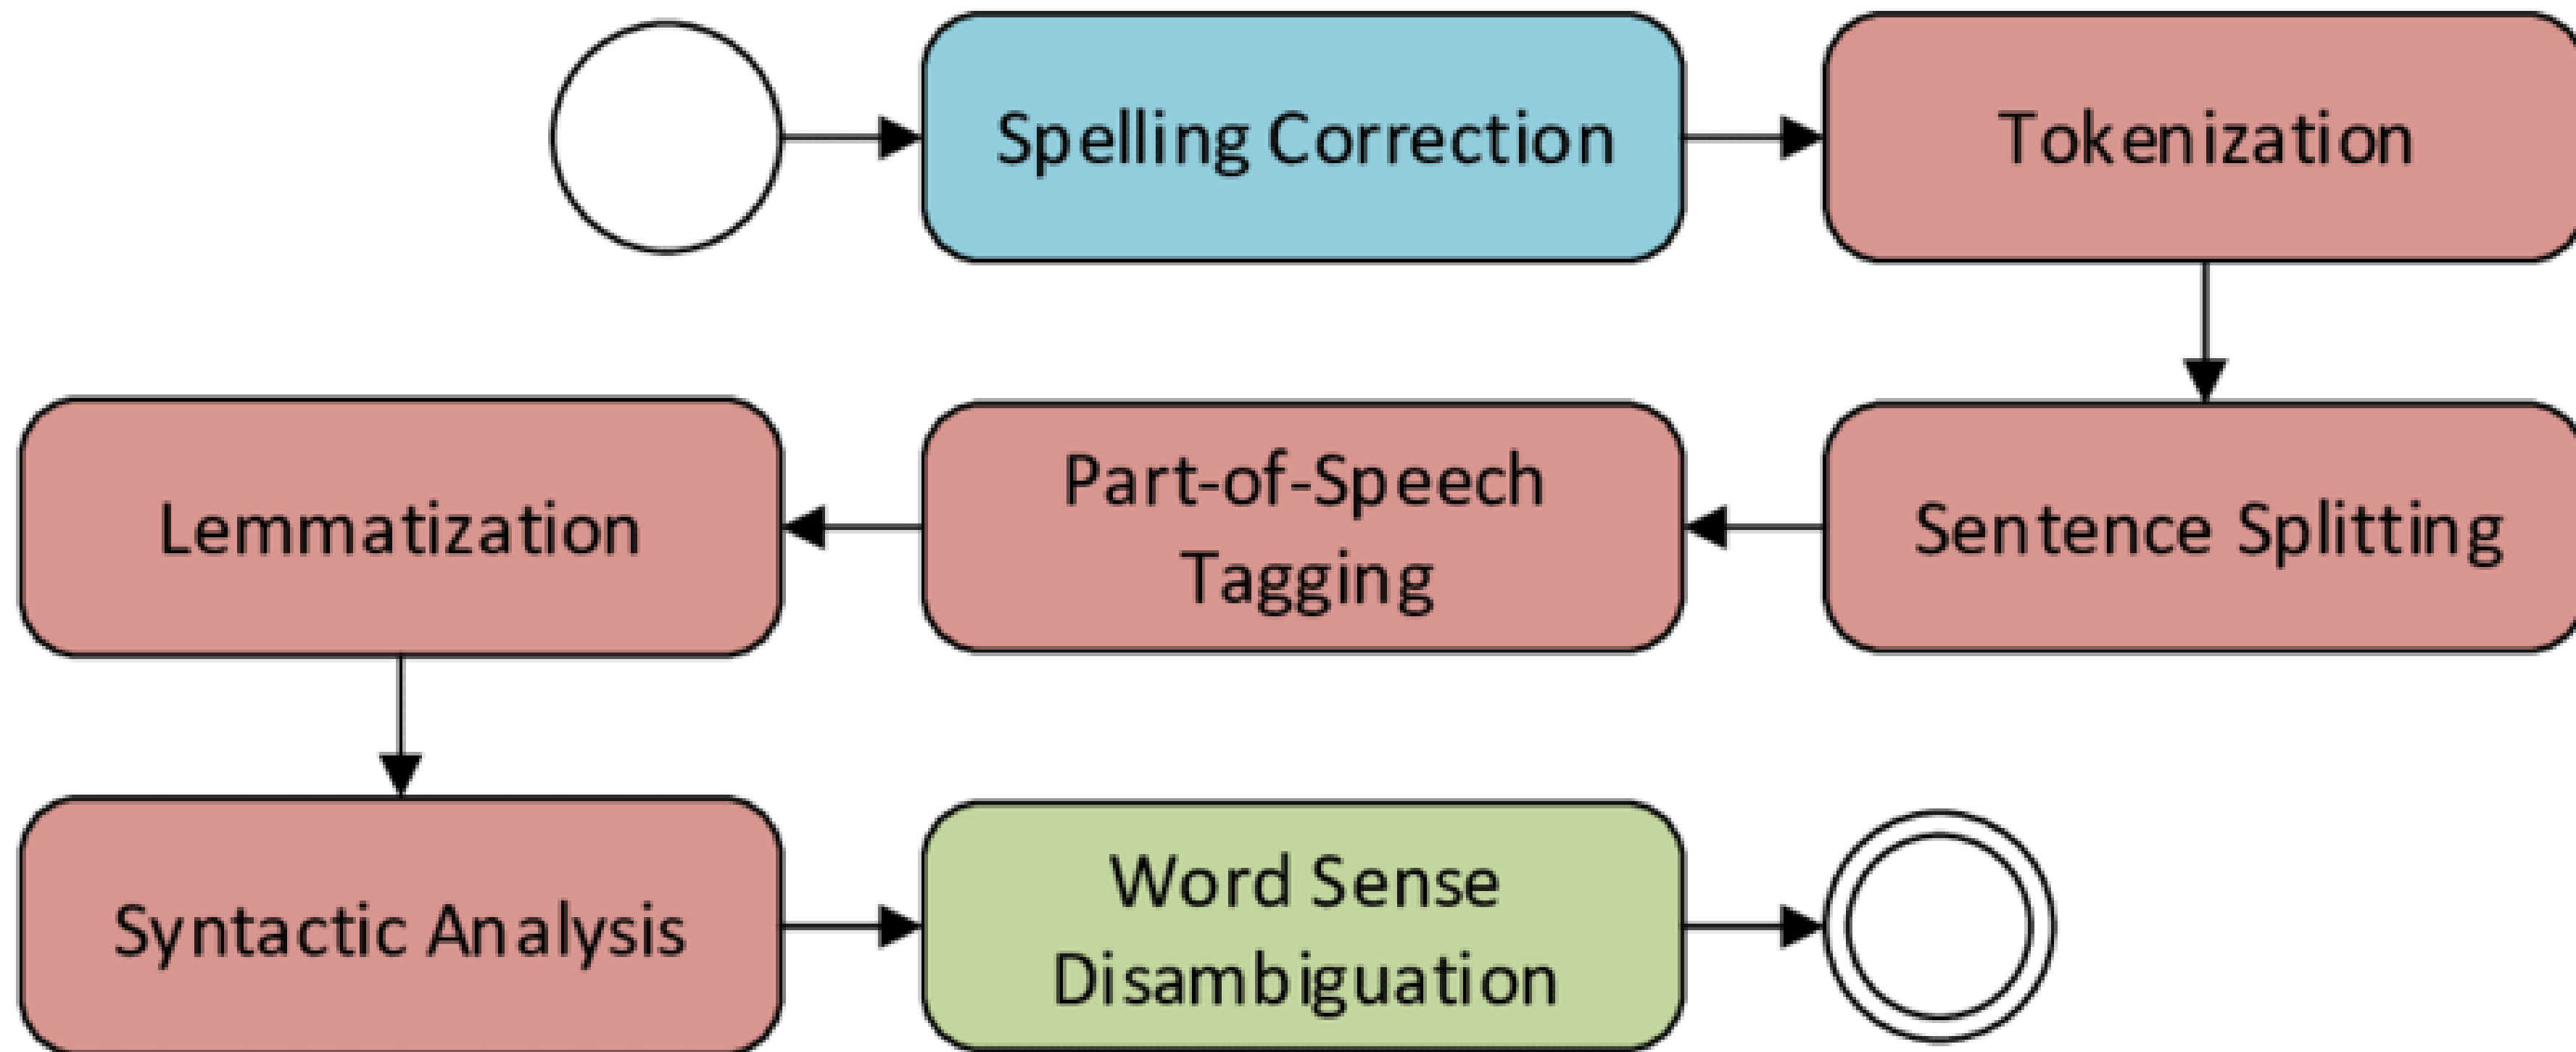 Spelling Correction
Tokenization
Lemmatization
Part-of-Speech
Tagging
Sentence Splitting
Syntactic Analysis
Word Sense
Disambiguation